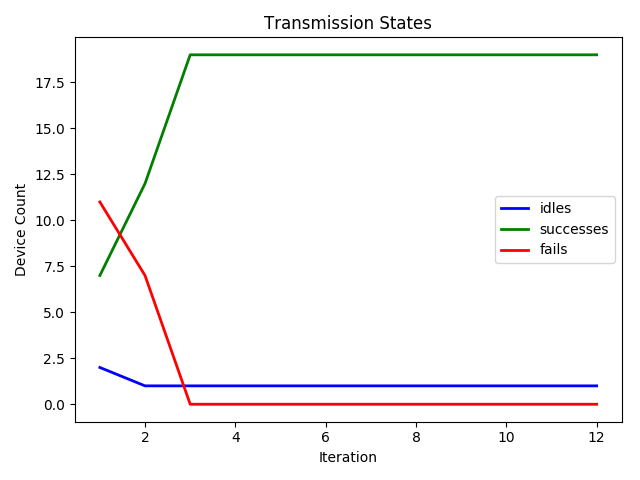 Transmission States
Device Count
17.5
15.0
12.5
10.0
7.5
5.0
2.5
0.0
idles
successes
fails
2 4 6 8 10 12
Iteration